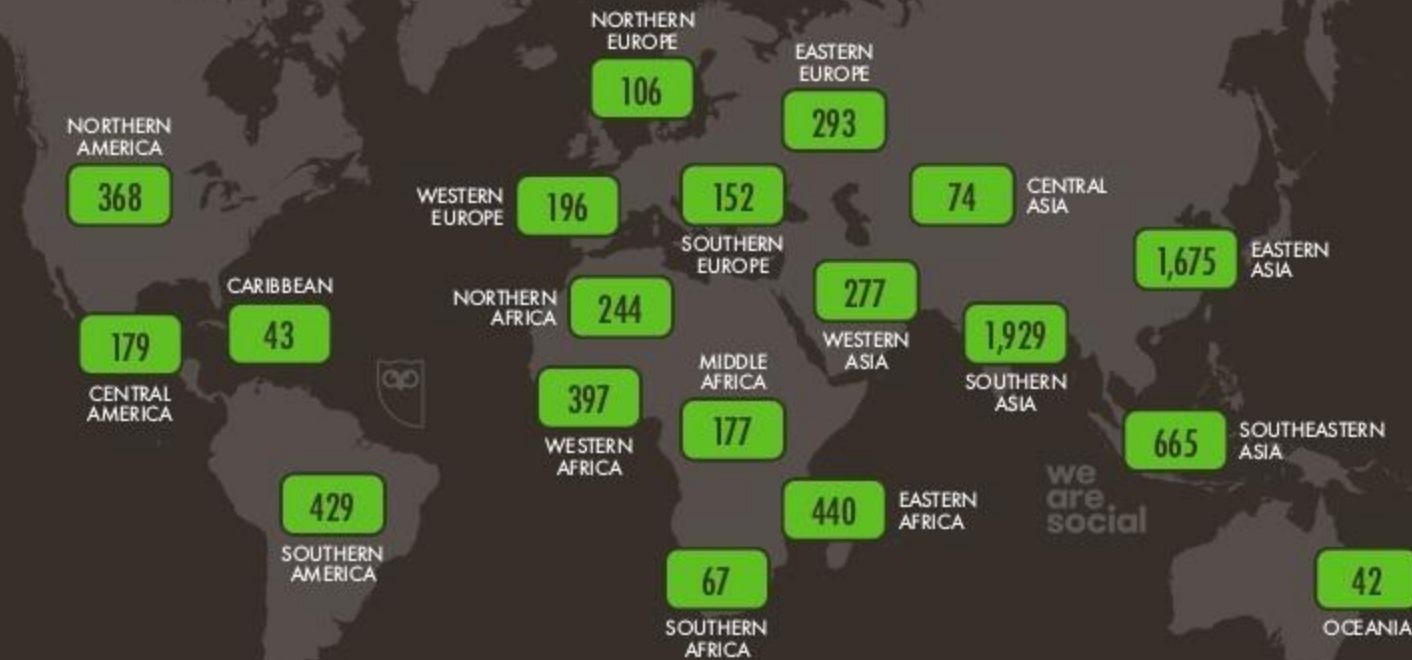 NORTHERN
EUROPE
106
EASTERN
EUROPE
293
NORTHERN
AMERICA
368
WESTERN
EUROPE
196
152
SOUTHERN
EUROPE
74
CENTRAL
ASIA
1,675
EASTERN
ASIA
CARIBBEAN
43
179
CENTRAL
AMERICA
NORTHERN
AFRICA
244
277
WESTERN
ASIA
1,929
SOUTHERN
ASIA
397
WESTERN
AFRICA
MIDDLE
AFRICA
177
665
SOUTHEASTERN
ASIA
we
are
social
429
SOUTHERN
AMERICA
440
EASTERN
AFRICA
67
SOUTHERN
AFRICA
42
OCEANIA